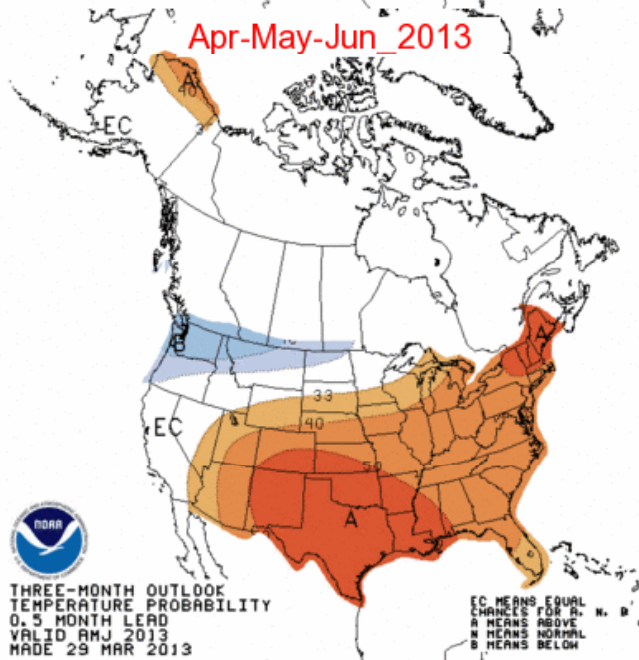 Apr-May-Jun_2013
A
40
EC
3
A
33
40
EC
50
A
NOAA
THREE-MONTH OUTLOOK
TEMPERATURE PROBABILITY
0.5 MONTH LEAD
VALID AMJ 2013
MADE 29 MAR 2013
EC MEANS EQUAL
CHANCES FOR A, N, B
A MEANS ABOVE
N MEANS NORMAL
B MEANS BELOW